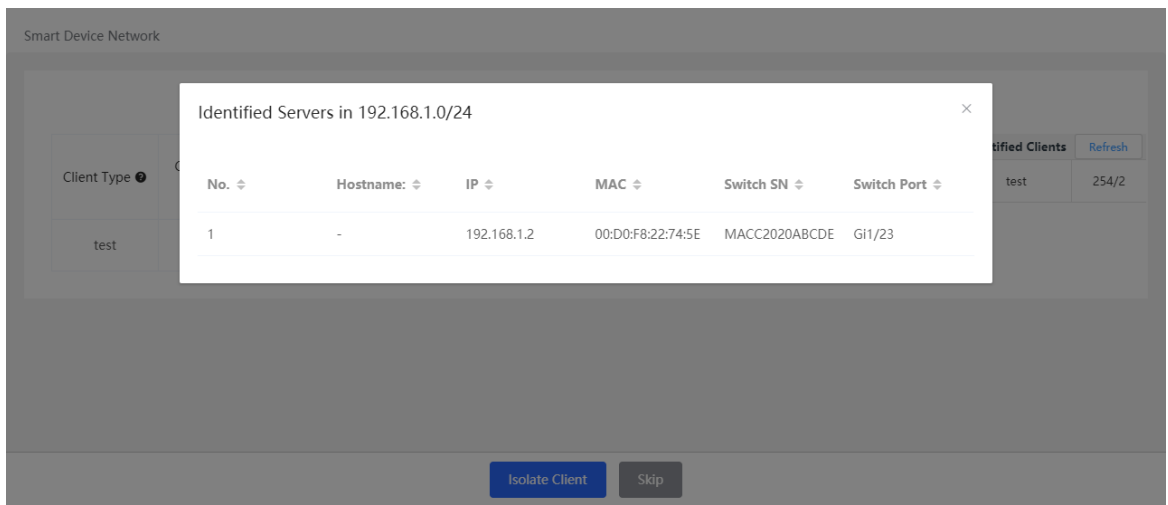 Smart Device Network
Identified Servers in 192.168.1.0/24
tified Clients Refresh
Client Type
No. Hostname: IP MAC Switch SN Switch Port
test 254/2
1 - 192.168.1.2 00:D0:F8:22:74:5E MACC2020ABCDE Gi1/23
test
Isolate Client Skip